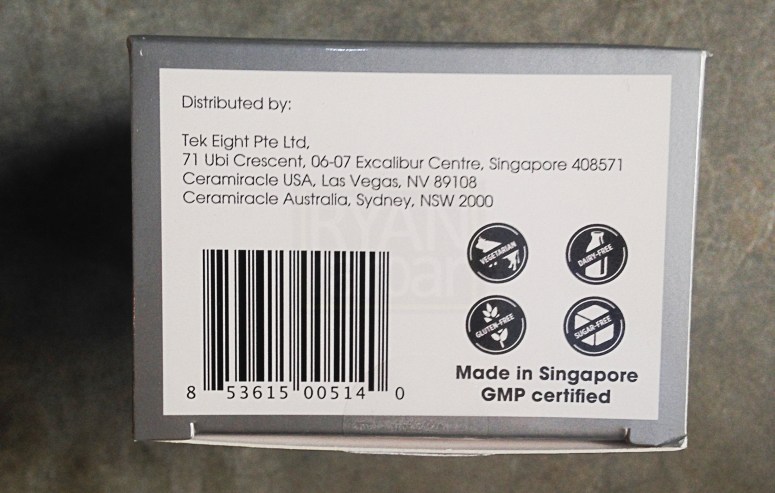 Distributed by:
Tek Eight Pte Ltd,
71 Ubi Crescent, 06-07 Excalibur Centre, Singapore 408571
Ceramiracle USA, Las Vegas, NV 89108
Ceramiracle Australia, Sydney, NSW 2000
RYAN
VEGETARIAN
DAIRY-FREE
GLUTEN-FREE
SUGAR-FREE
8 53615 00514 0
Made in Singapore
GMP certified